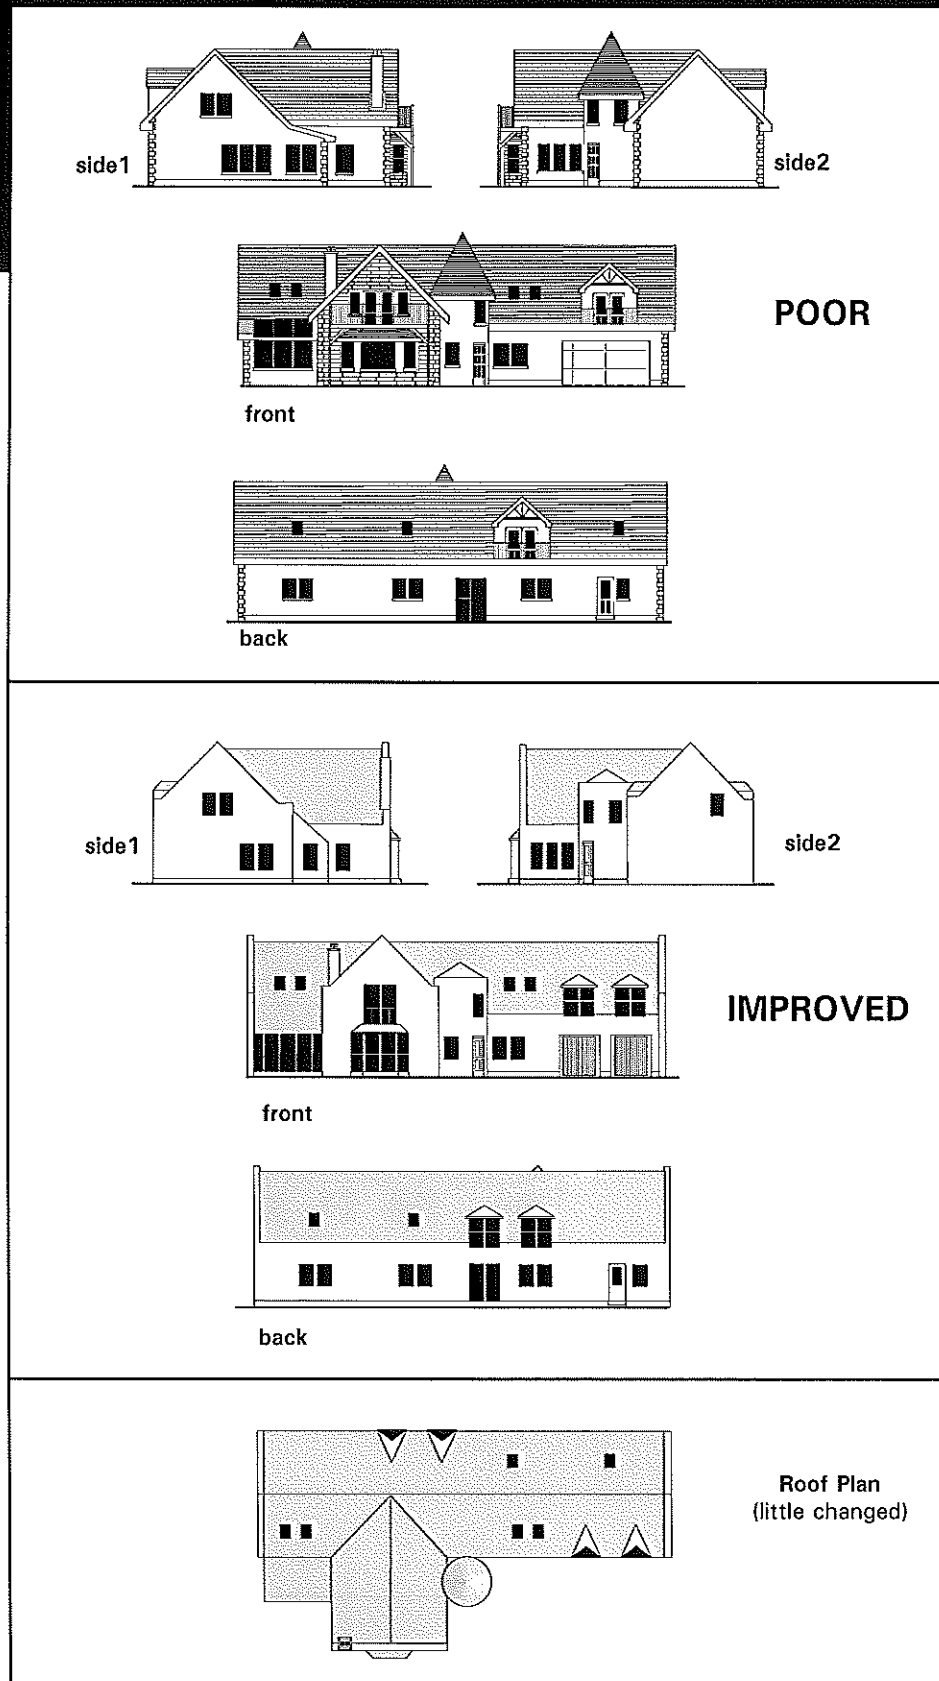 side1
side2
POOR
front
back
side1
side2
IMPROVED
front
back
Roof Plan
(little changed)